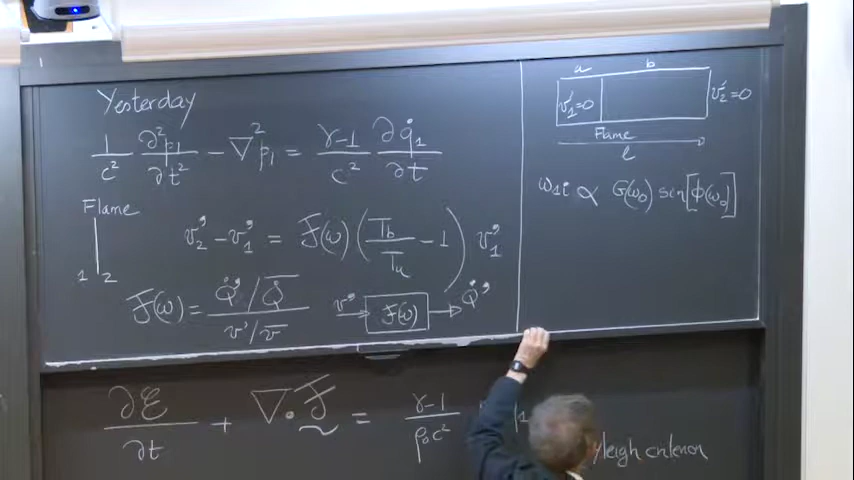 Yesterday
1/c² ∂²p₁/∂t² − ∇²p₁ = γ−1/c² ∂q̇₁/∂t
Flame
1 2
v₂' − v₁' = F(ω) (T_b/T_u − 1) v₁'
F(ω) = Q̇'/Q̄ / v'/v̄
v' → F(ω) → Q̇'
a b
v₁'=0 v₂'=0
Flame
l
ω₁i ∝ G(ω₀) sin[φ(ω₀)]
∂ℰ/∂t + ∇·F = γ−1/ρ₀c²
leigh criterion